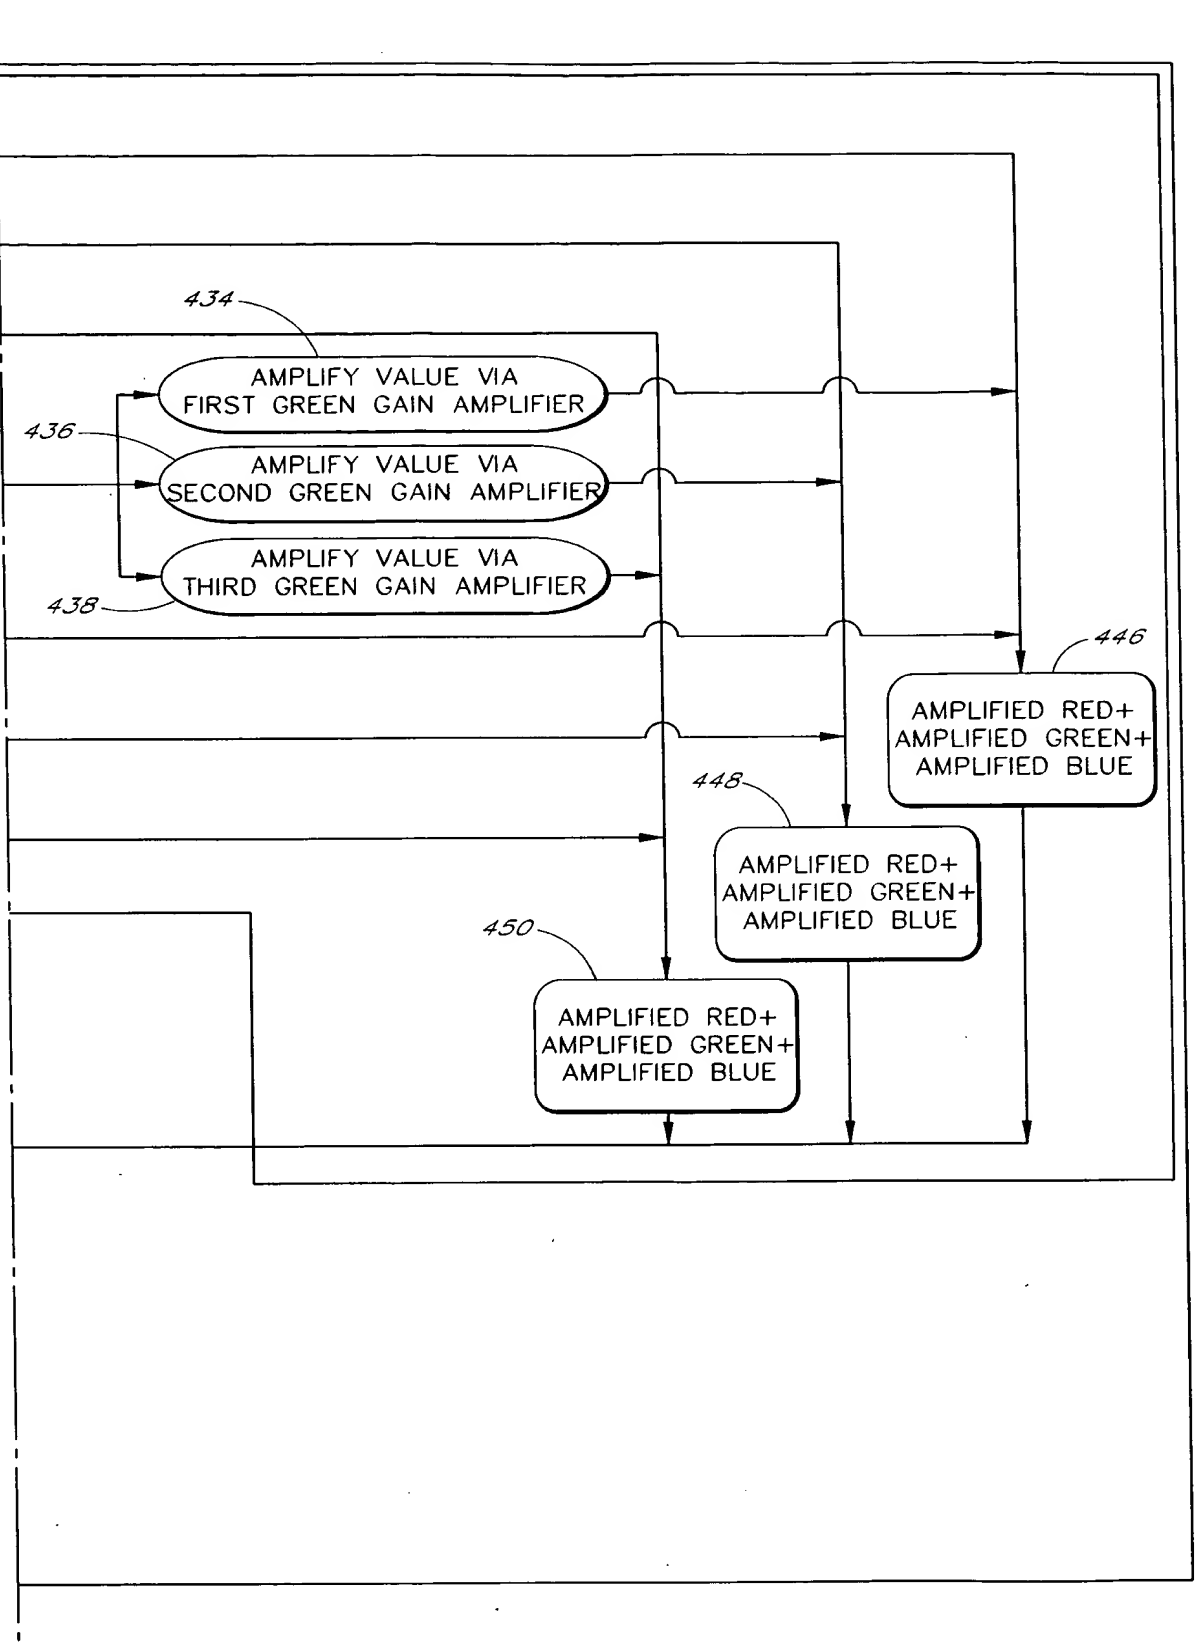 434
AMPLIFY VALUE VIA
FIRST GREEN GAIN AMPLIFIER
436
AMPLIFY VALUE VIA
SECOND GREEN GAIN AMPLIFIER
AMPLIFY VALUE VIA
THIRD GREEN GAIN AMPLIFIER
438
446
AMPLIFIED RED+
AMPLIFIED GREEN+
AMPLIFIED BLUE
448
AMPLIFIED RED+
AMPLIFIED GREEN+
AMPLIFIED BLUE
450
AMPLIFIED RED+
AMPLIFIED GREEN+
AMPLIFIED BLUE